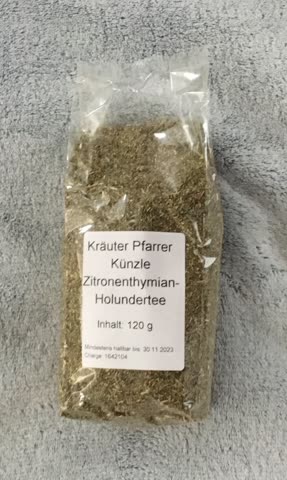 Kräuter Pfarrer
Künzle
Zitronenthymian-
Holundertee
Inhalt: 120 g
Mindestens haltbar bis: 30.11.2023
Charge: 1642104